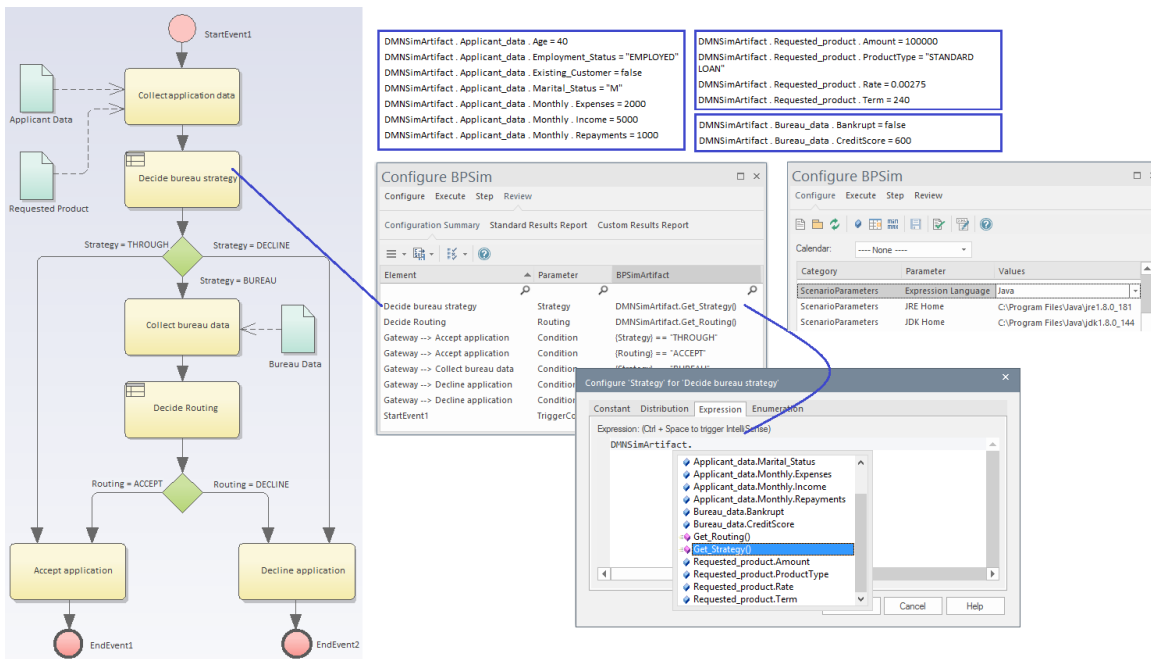 StartEvent1
Collect application data
Applicant Data
Decide bureau strategy
Requested Product
Strategy = THROUGH
Strategy = DECLINE
Strategy = BUREAU
Collect bureau data
Bureau Data
Decide Routing
Routing = ACCEPT
Routing = DECLINE
Accept application
Decline application
EndEvent1
EndEvent2
DMNSimArtifact . Applicant_data . Age = 40
DMNSimArtifact . Applicant_data . Employment_Status = "EMPLOYED"
DMNSimArtifact . Applicant_data . Existing_Customer = false
DMNSimArtifact . Applicant_data . Marital_Status = "M"
DMNSimArtifact . Applicant_data . Monthly . Expenses = 2000
DMNSimArtifact . Applicant_data . Monthly . Income = 5000
DMNSimArtifact . Applicant_data . Monthly . Repayments = 1000
DMNSimArtifact . Requested_product . Amount = 100000
DMNSimArtifact . Requested_product . ProductType = "STANDARD
LOAN"
DMNSimArtifact . Requested_product . Rate = 0.00275
DMNSimArtifact . Requested_product . Term = 240
DMNSimArtifact . Bureau_data . Bankrupt = false
DMNSimArtifact . Bureau_data . CreditScore = 600
Configure BPSim
Configure Execute Step Review
Configuration Summary Standard Results Report Custom Results Report
Element Parameter BPSimArtifact
Decide bureau strategy Strategy DMNSimArtifact.Get_Strategy()
Decide Routing Routing DMNSimArtifact.Get_Routing()
Gateway --> Accept application Condition {Strategy} == "THROUGH"
Gateway --> Accept application Condition {Routing} == "ACCEPT"
Gateway --> Collect bureau data Condition {Strategy} == "BUREAU"
Gateway --> Decline application Condition
Gateway --> Decline application Condition
StartEvent1 TriggerCo
Configure BPSim
Configure Execute Step Review
Calendar: ---- None ----
Category Parameter Values
ScenarioParameters Expression Language Java
ScenarioParameters JRE Home C:\Program Files\Java\jre1.8.0_181
ScenarioParameters JDK Home C:\Program Files\Java\jdk1.8.0_144
Configure 'Strategy' for 'Decide bureau strategy'
Constant Distribution Expression Enumeration
Expression: (Ctrl + Space to trigger IntelliSense)
DMNSimArtifact.
Applicant_data.Marital_Status
Applicant_data.Monthly.Expenses
Applicant_data.Monthly.Income
Applicant_data.Monthly.Repayments
Bureau_data.Bankrupt
Bureau_data.CreditScore
Get_Routing()
Get_Strategy()
Requested_product.Amount
Requested_product.ProductType
Requested_product.Rate
Requested_product.Term
Cancel Help